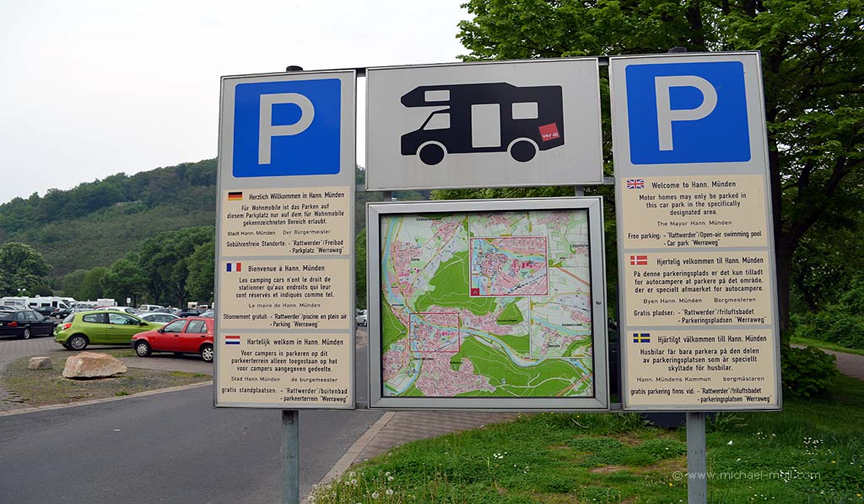 P
Herzlich Willkommen in Hann. Münden
Für Wohnmobile ist das Parken auf
diesem Parkplatz nur auf dem für Wohnmobile
gekennzeichneten Bereich erlaubt.
Stadt Hann. Münden Der Bürgermeister
Gebührenfreie Standorte: - "Rattwerder"/Freibad
- Parkplatz "Werraweg"
Bienvenue à Hann. Münden
Les camping cars n'ont le droit de
stationner qu'aux endroits qui leur
sont réservés et indiqués comme tel.
Le maire de Hann. Münden
Stionnement gratuit: - "Rattwerder"/piscine en plein air
- Parking "Werraweg"
Hartelijk welkom in Hann. Münden
Voor campers is parkeren op dit
parkeerterein alleen toegestaan op het
voor campers aangegeven gedeelte.
Stad Hann. Münden de burgemeester
gratis standplaatsen: - "Rattwerder"/buitenbad
- parkeerterein "Werraweg"
ver.di
P
Welcome to Hann. Münden
Motor homes may only be parked in
this car park in the specifically
designated area.
The Mayor Hann. Münden
Free parking: - "Rattwerder"/Open-air swimming pool
- Car park "Werraweg"
Hjertelig velkommen til Hann. Münden
På denne parkeringsplads er det kun tilladt
for autocampere at parkere på det område,
der er specielt afmaerket for autocampere.
Byen Hann. Münden Borgmesteren
Gratis pladser: - "Rattwerder"/friluftsbadet
- Parkeringspladsen "Werraweg"
Hjärtligt välkommen till Hann. Münden
Husbilar får bara parkera på den delen
av parkeringsplatsen som är speciellt
skyltade för husbilar.
Hann. Mündens Kommun borgmästaren
gratis parkering finns vid: - "Rattwerder"/friluftsbadet
- parkeringsplatsen "Werraweg"
© www.michael-moll.com